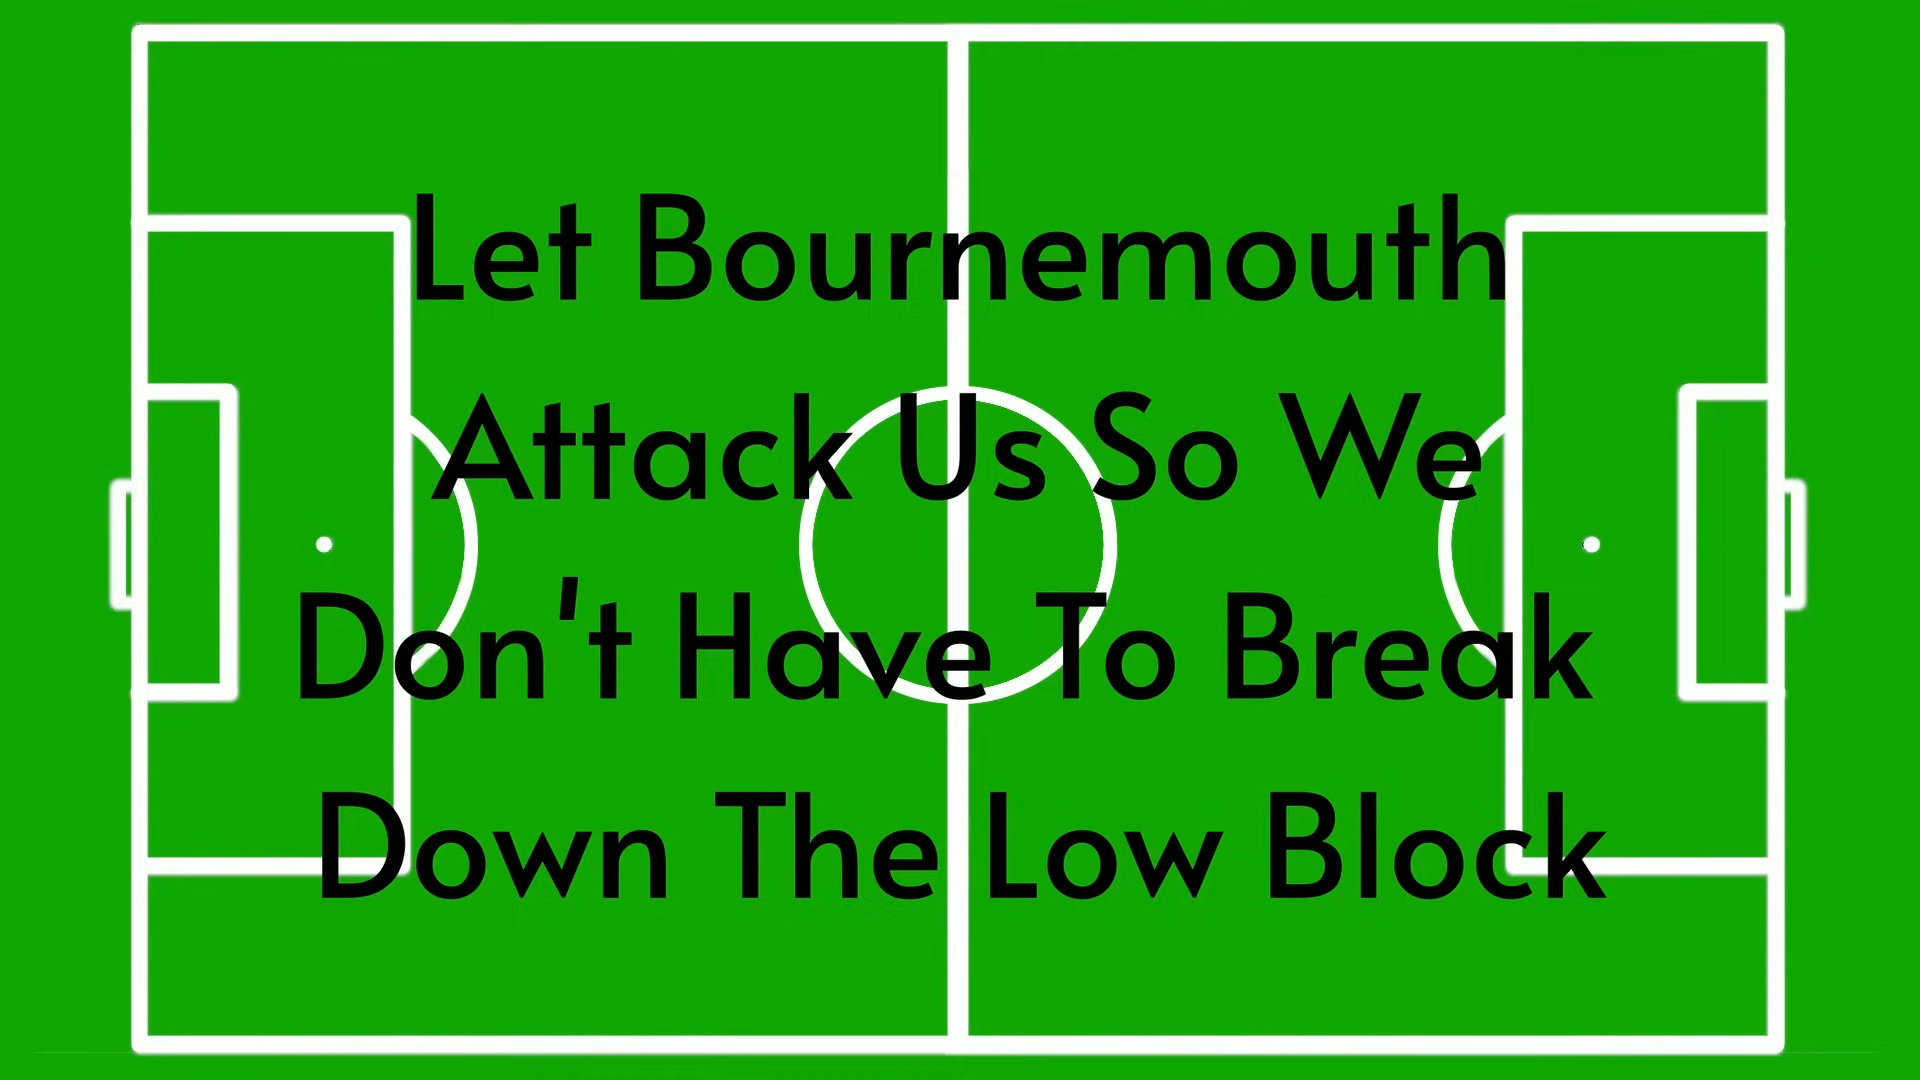 Let Bournemouth
Attack Us So We
Don't Have To Break
Down The Low Block